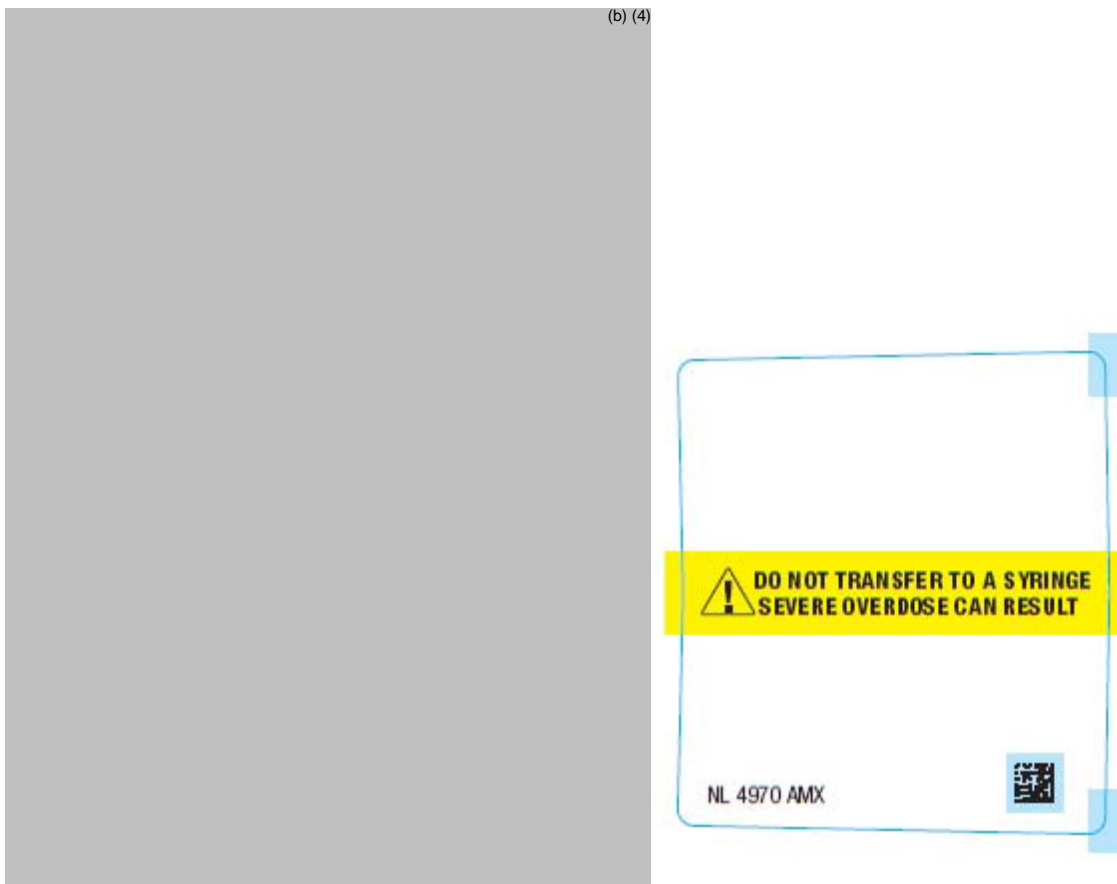 (b) (4)
DO NOT TRANSFER TO A SYRINGE
SEVERE OVERDOSE CAN RESULT
NL 4970 AMX